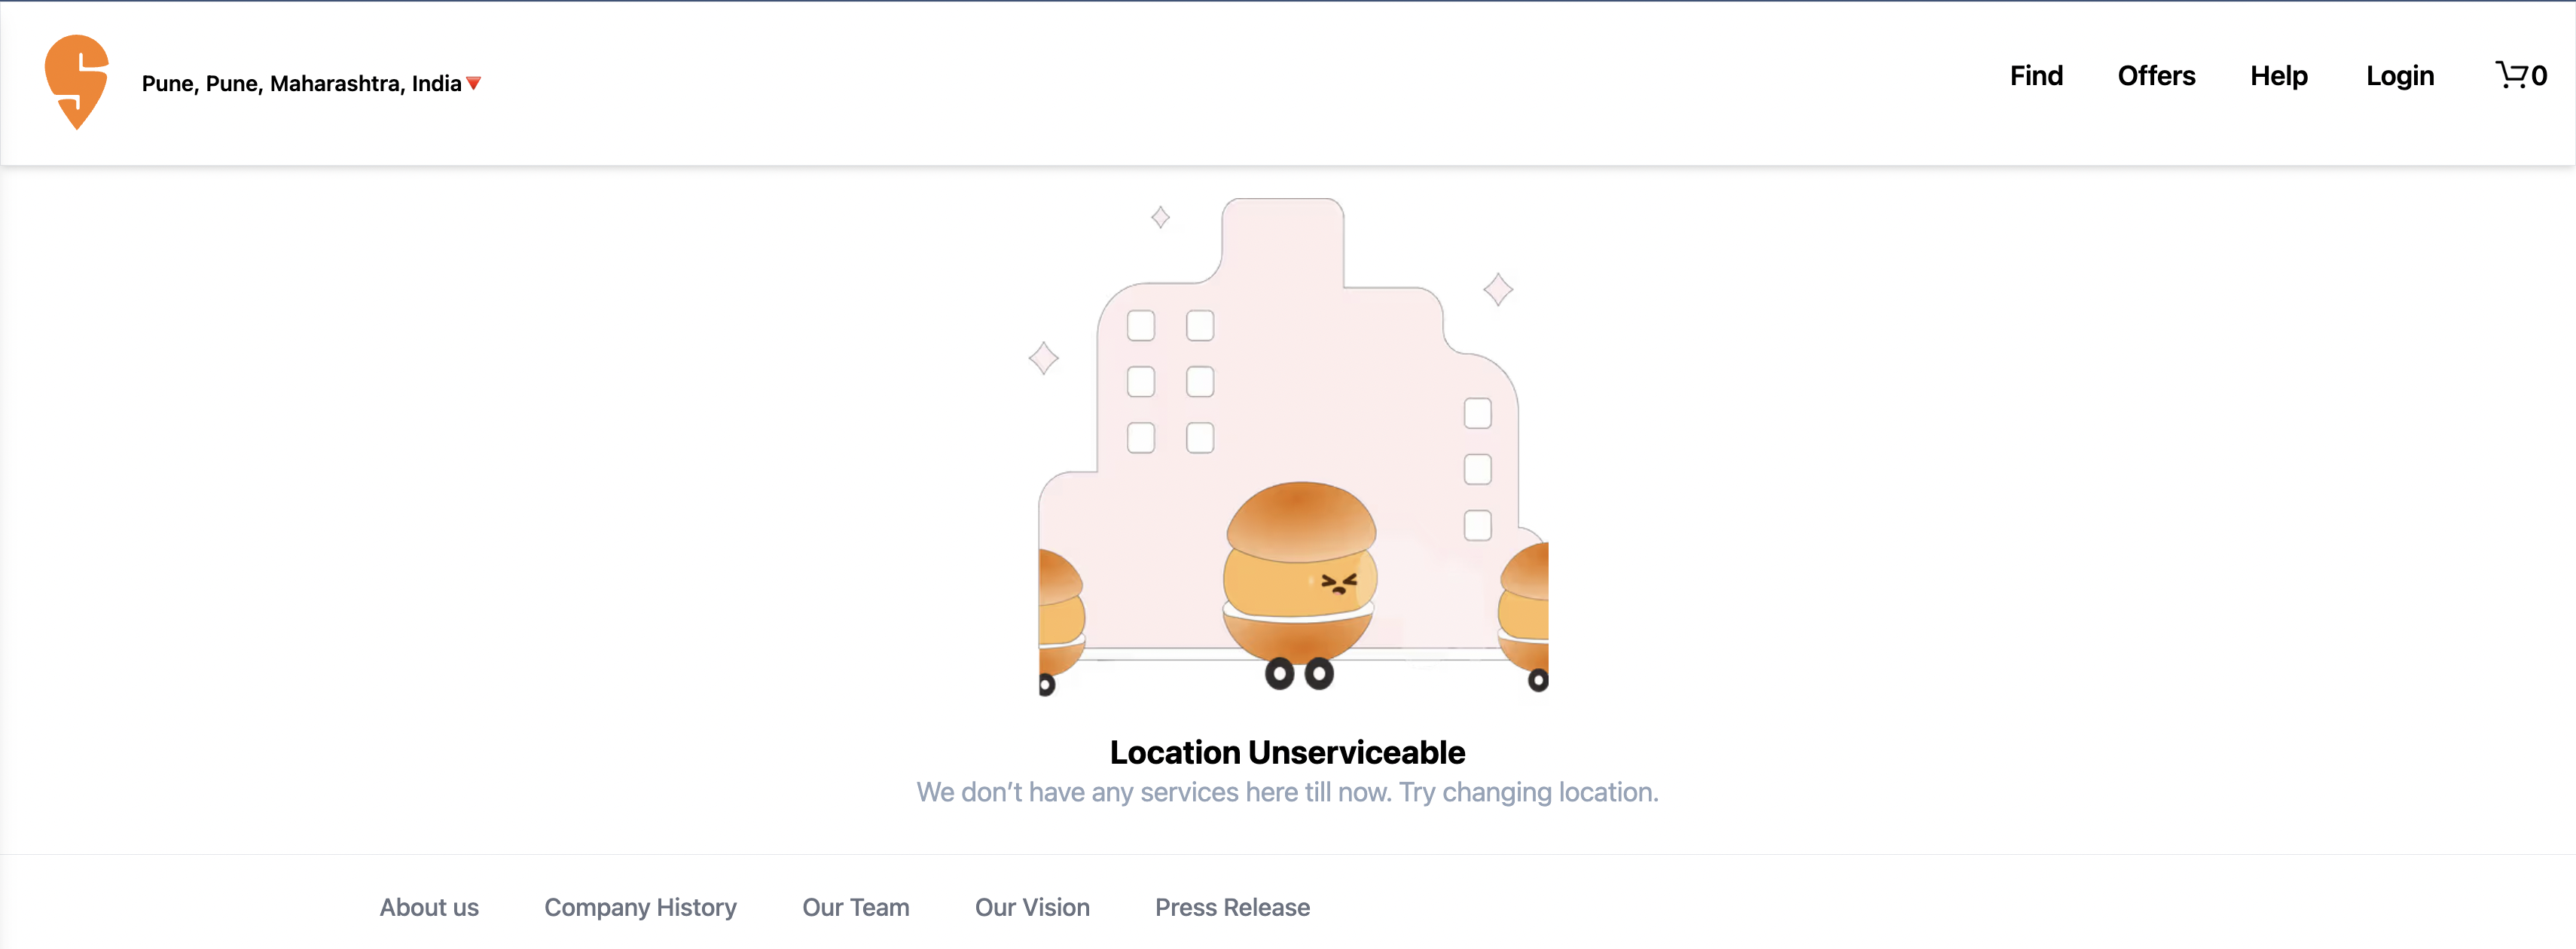 Pune, Pune, Maharashtra, India
Find Offers Help Login 0
Location Unserviceable
We don't have any services here till now. Try changing location.
About us Company History Our Team Our Vision Press Release